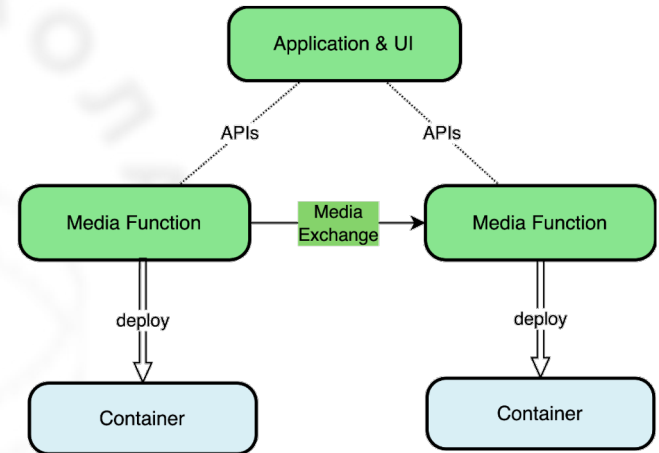 Application & UI
APIs
APIs
Media Function
Media
Exchange
Media Function
deploy
deploy
Container
Container